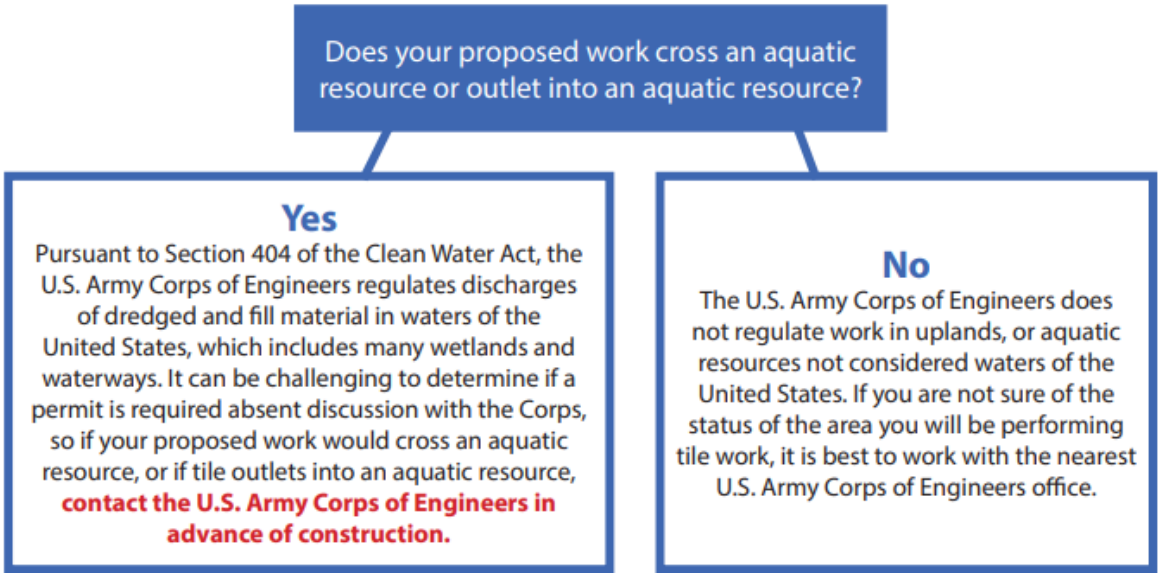 Does your proposed work cross an aquatic
resource or outlet into an aquatic resource?
Yes
Pursuant to Section 404 of the Clean Water Act, the
U.S. Army Corps of Engineers regulates discharges
of dredged and fill material in waters of the
United States, which includes many wetlands and
waterways. It can be challenging to determine if a
permit is required absent discussion with the Corps,
so if your proposed work would cross an aquatic
resource, or if tile outlets into an aquatic resource,
contact the U.S. Army Corps of Engineers in
advance of construction.
No
The U.S. Army Corps of Engineers does
not regulate work in uplands, or aquatic
resources not considered waters of the
United States. If you are not sure of the
status of the area you will be performing
tile work, it is best to work with the nearest
U.S. Army Corps of Engineers office.